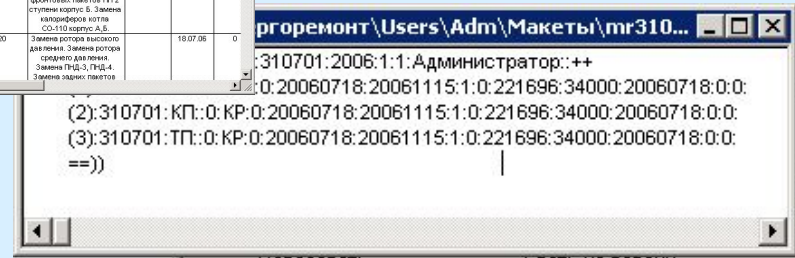 ступени корпус Б. Замена
калориферов котла
СО-110 корпус А,Б.
20 Замена ротора высокого 18.07.06 0
давления. Замена ротора
среднего давления.
Замена ПНД-3, ПНД-4.
Замена задних пакетов
ргоремонт\Users\Adm\Макеты\mr310...
:310701:2006:1:1:Администратор::++
:0:20060718:20061115:1:0:221696:34000:20060718:0:0:
(2):310701:КП::0:КР:0:20060718:20061115:1:0:221696:34000:20060718:0:0:
(3):310701:ТП::0:КР:0:20060718:20061115:1:0:221696:34000:20060718:0:0:
==))